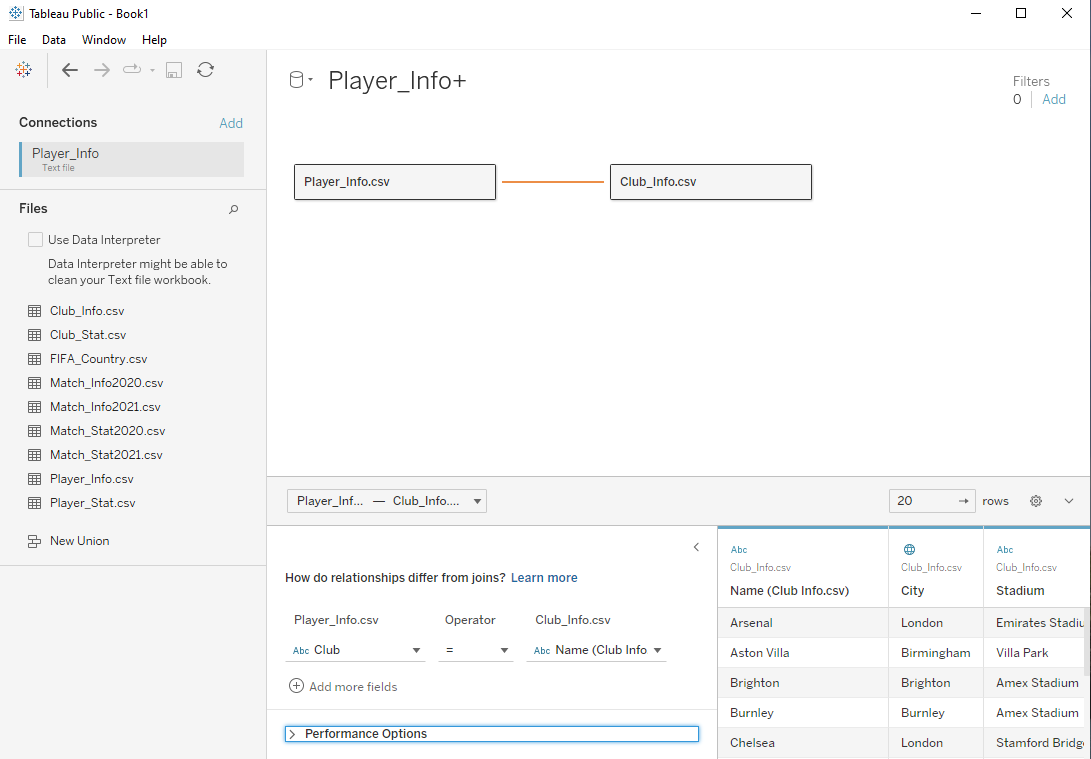 Tableau Public - Book1
File Data Window Help
Connections Add
Player_Info
Text file
Files
Use Data Interpreter
Data Interpreter might be able to
clean your Text file workbook.
Club_Info.csv
Club_Stat.csv
FIFA_Country.csv
Match_Info2020.csv
Match_Info2021.csv
Match_Stat2020.csv
Match_Stat2021.csv
Player_Info.csv
Player_Stat.csv
New Union
Player_Info+
Filters
0 Add
Player_Info.csv Club_Info.csv
Player_Inf... — Club_Info.... 20 rows
How do relationships differ from joins? Learn more
Player_Info.csv Operator Club_Info.csv
Abc Club = Abc Name (Club Info
Add more fields
Performance Options
Abc Abc
Club_Info.csv Club_Info.csv Club_Info.csv
Name (Club Info.csv) City Stadium
Arsenal London Emirates Stadiu
Aston Villa Birmingham Villa Park
Brighton Brighton Amex Stadium
Burnley Burnley Amex Stadium
Chelsea London Stamford Bridg